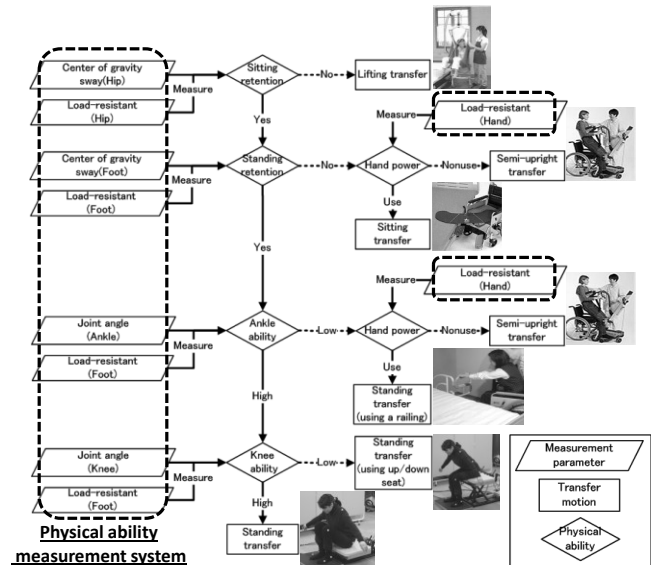 Center of gravity
sway(Hip)
Measure
Load-resistant
(Hip)
Sitting
retention
No
Lifting transfer
Yes
Measure
Load-resistant
(Hand)
Center of gravity
sway(Foot)
Measure
Load-resistant
(Foot)
Standing
retention
No
Hand power
Nonuse
Semi-upright
transfer
Use
Sitting
transfer
Yes
Measure
Load-resistant
(Hand)
Joint angle
(Ankle)
Measure
Load-resistant
(Foot)
Ankle
ability
Low
Hand power
Nonuse
Semi-upright
transfer
Use
Standing
transfer
(using a railing)
High
Joint angle
(Knee)
Measure
Load-resistant
(Foot)
Knee
ability
Low
Standing
transfer
(using up/down
seat)
High
Standing transfer
Physical ability
measurement system
Measurement
parameter
Transfer
motion
Physical
ability